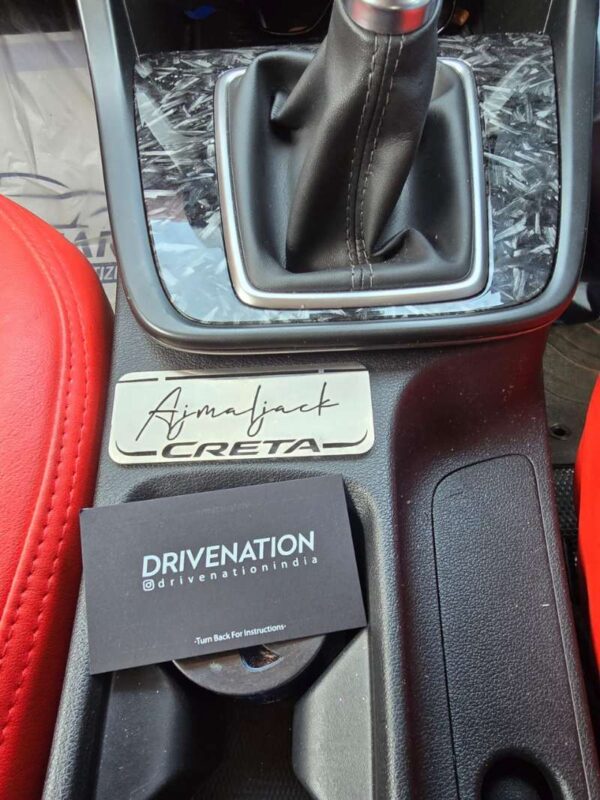 Ajmaljack
CRETA
DRIVENATION
drivenationindia
-Turn Back For Instructions-